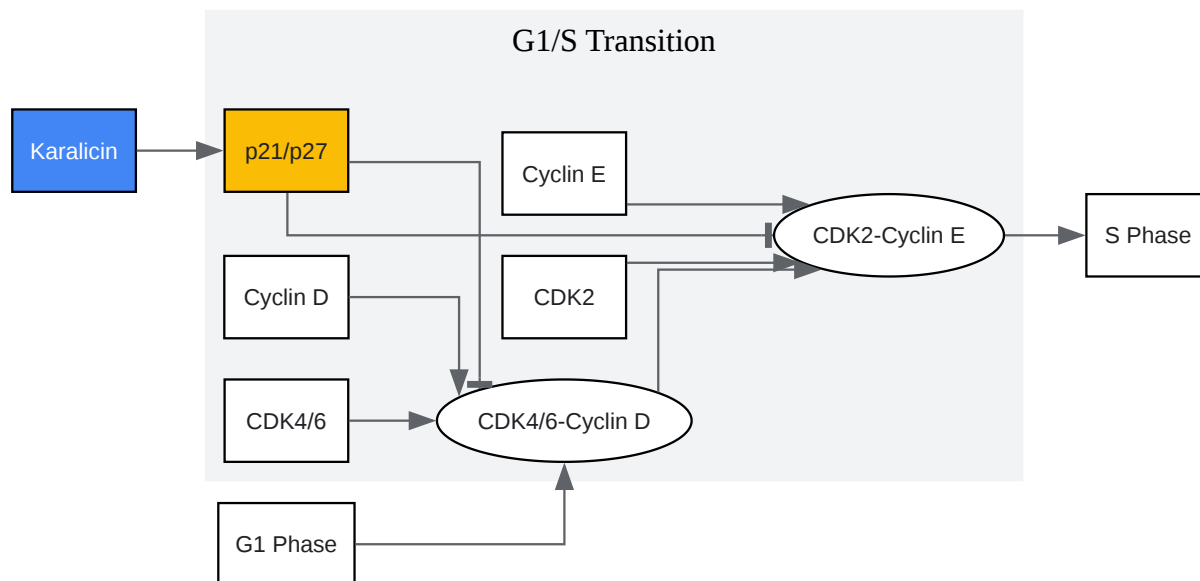 G1/S Transition
Karalicin
p21/p27
Cyclin E
CDK2-Cyclin E
S Phase
Cyclin D
CDK2
CDK4/6
CDK4/6-Cyclin D
G1 Phase